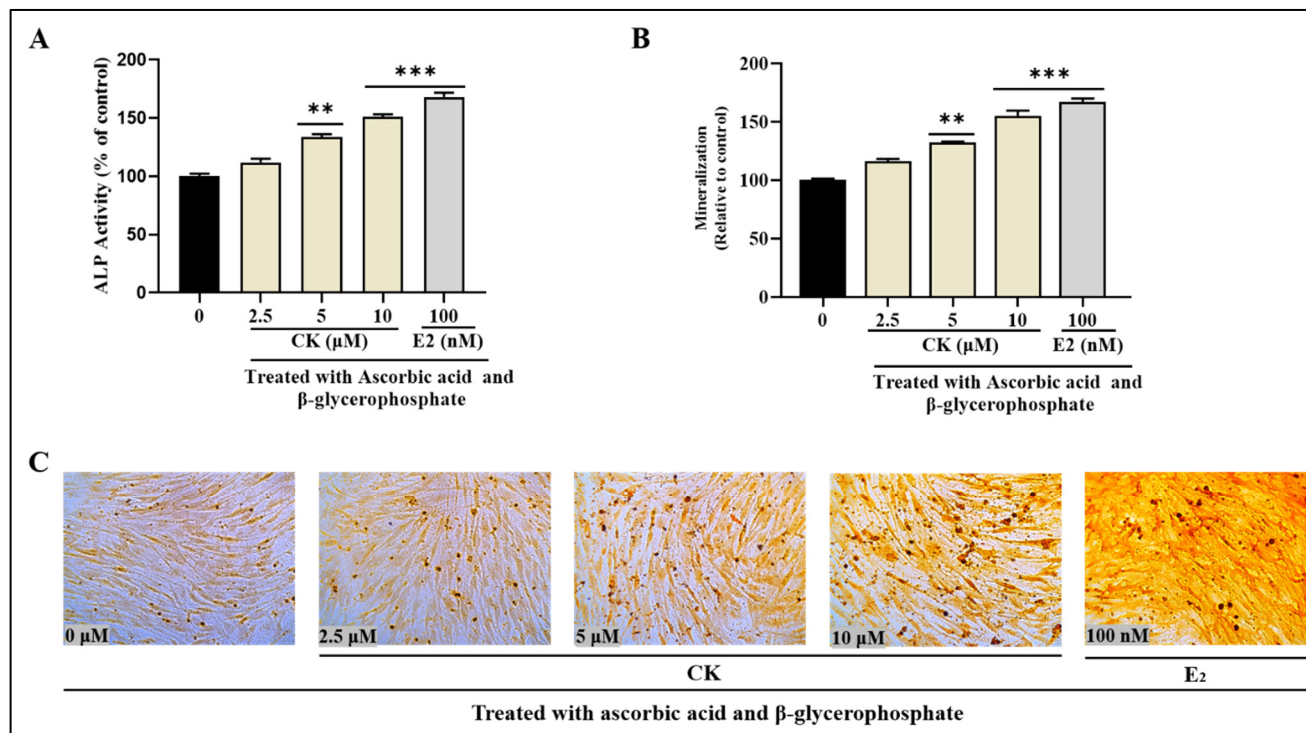 A
ALP Activity (% of control)
200
150
100
50
0
**
***
0 2.5 5 10 100
CK (μM) E2 (nM)
Treated with Ascorbic acid and
β-glycerophosphate
B
Mineralization
(Relative to control)
200
150
100
50
0
**
***
0 2.5 5 10 100
CK (μM) E2 (nM)
Treated with Ascorbic acid and
β-glycerophosphate
C
0 μM 2.5 μM 5 μM 10 μM 100 nM
CK E₂
Treated with ascorbic acid and β-glycerophosphate